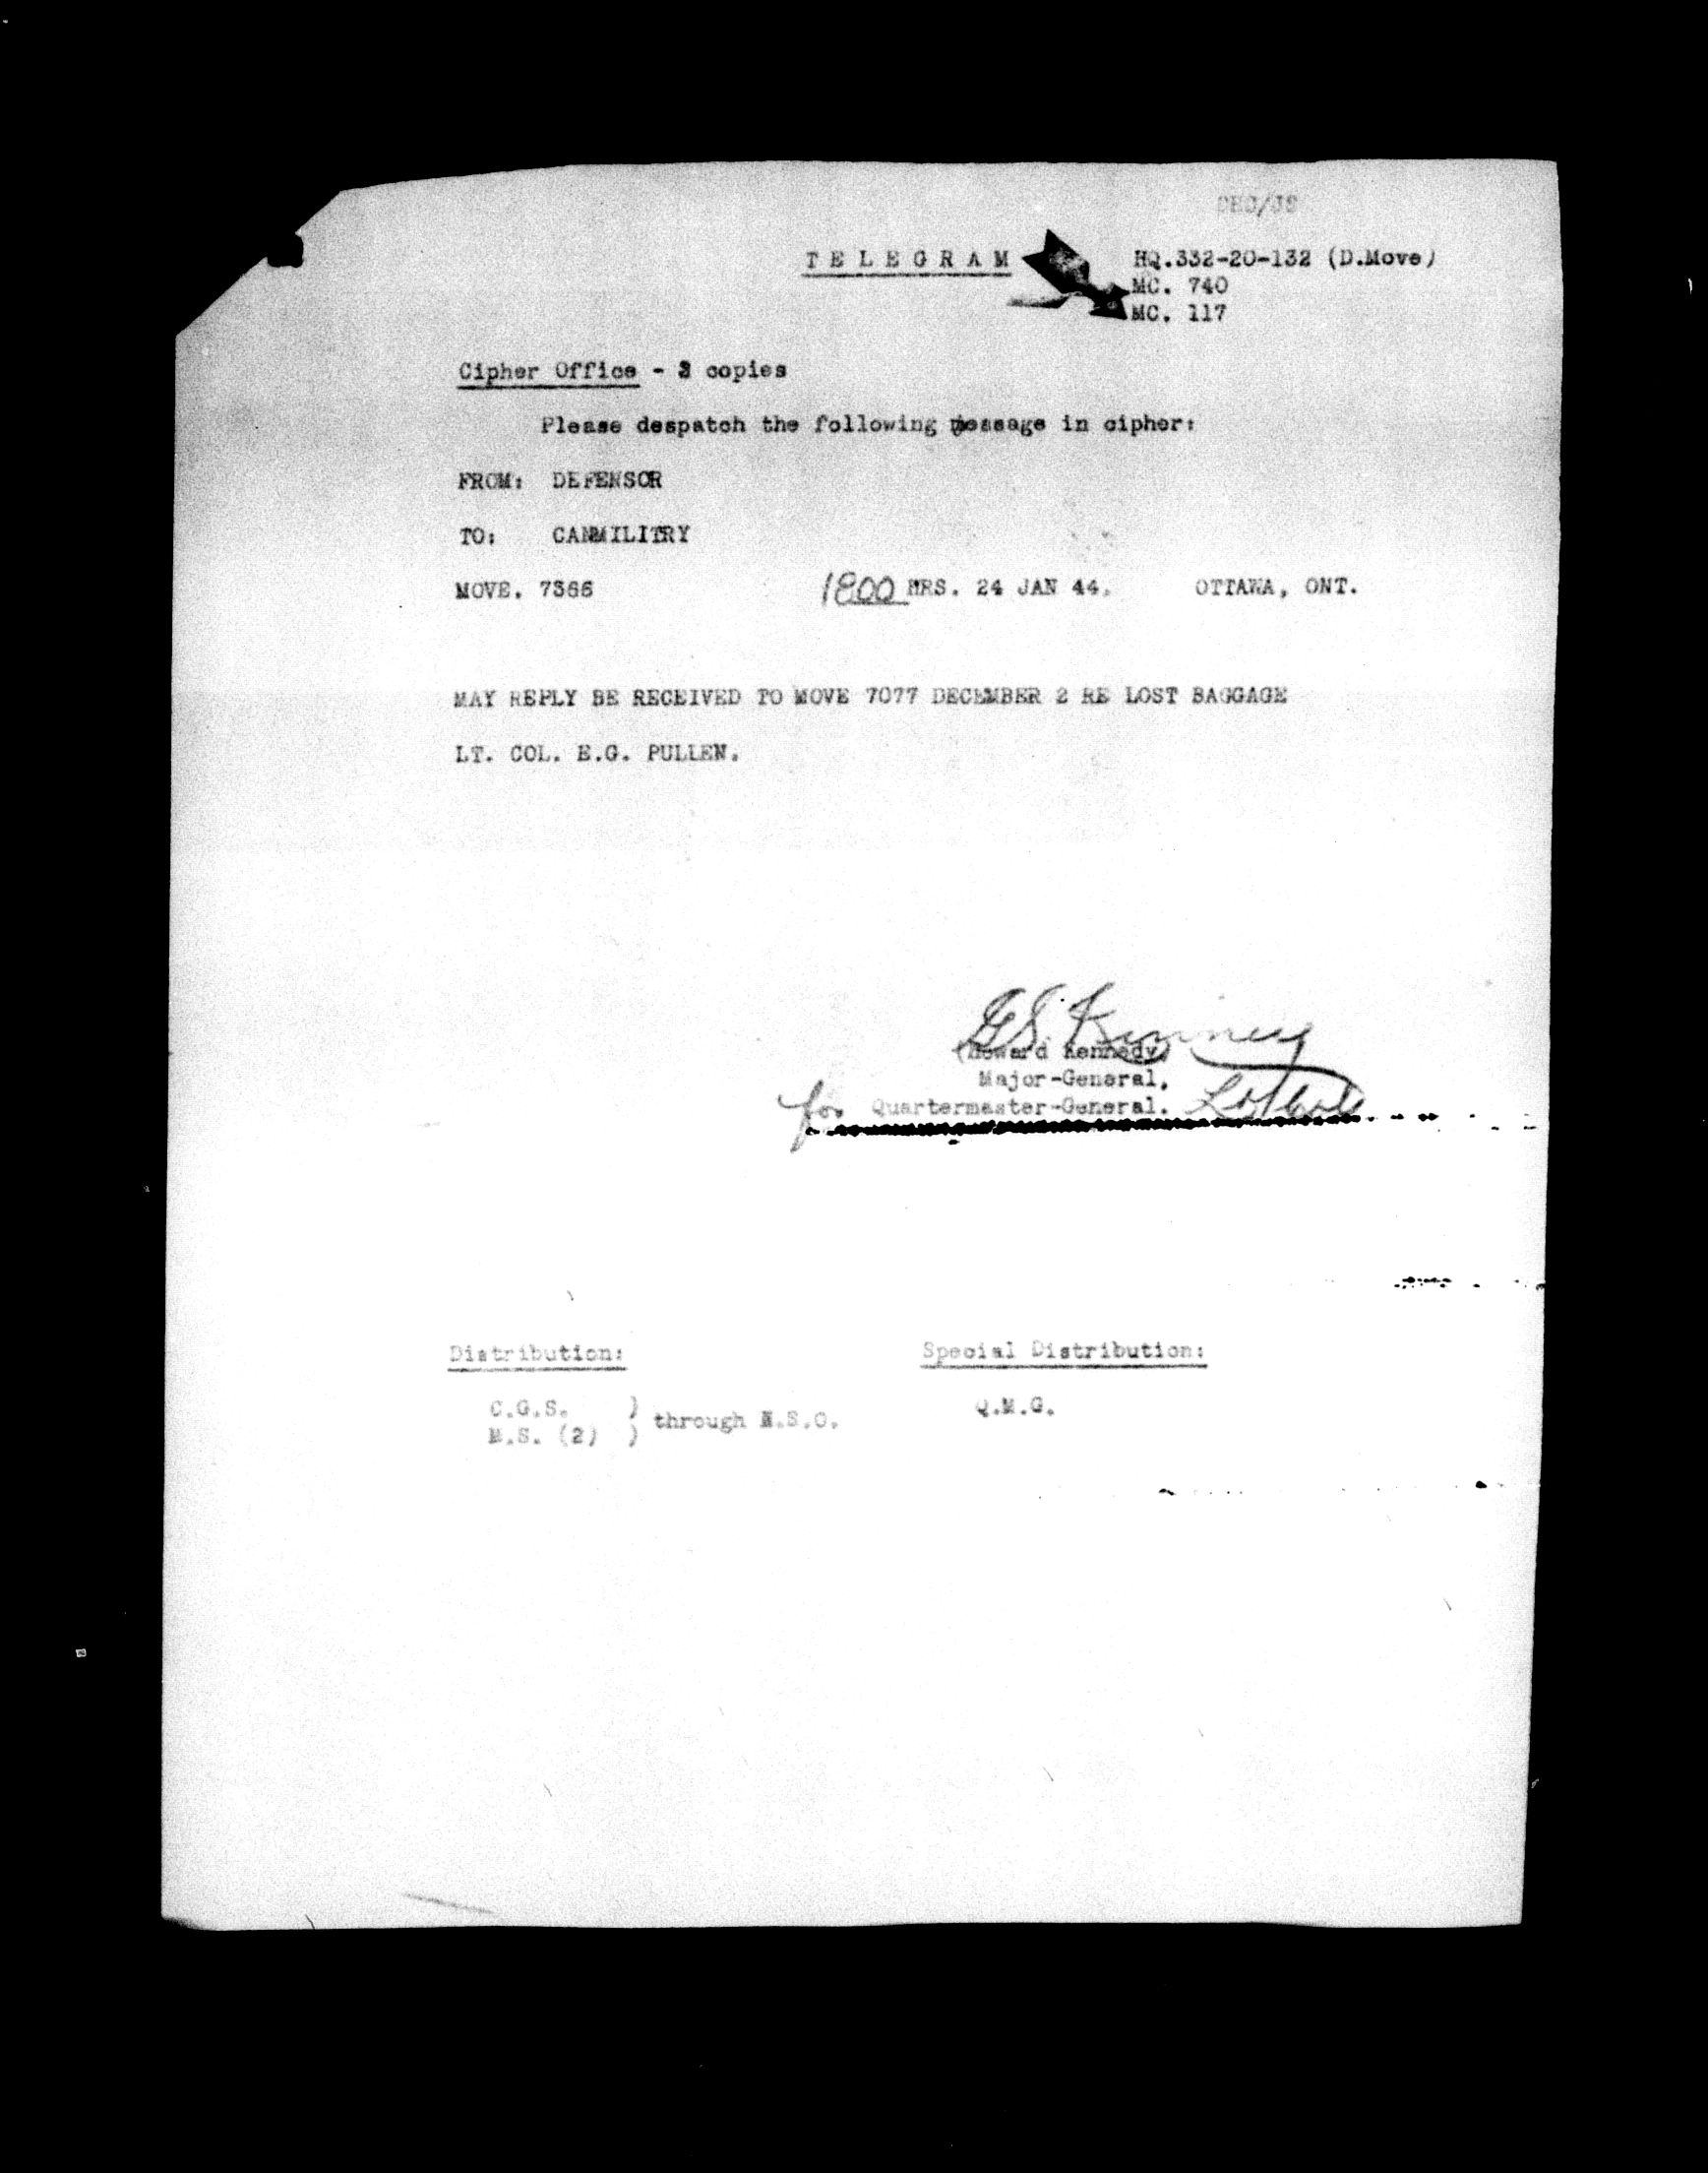 TELEGRAM
HQ.332-20-132 (D.Move)
MC. 740
MC. 117
Cipher Office - 2 copies
Please despatch the following message in cipher:
FROM: DEFENSOR
TO: CANMILITRY
MOVE. 7366 1800 HRS. 24 JAN 44. OTTAWA, ONT.
MAY REPLY BE RECEIVED TO MOVE 7077 DECEMBER 2 RE LOST BAGGAGE
LT. COL. E.G. PULLEN.
(Howard Kennedy)
Major-General,
for Quartermaster-General.
Distribution:
Special Distribution:
C.G.S. )
M.S. (2) ) through M.S.O.
Q.M.G.